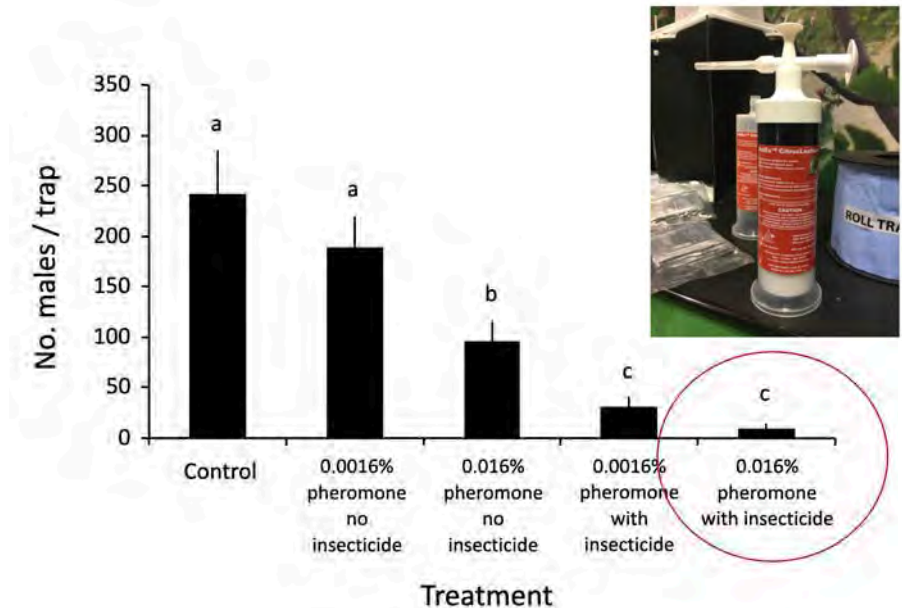 350
300
250
200
150
100
50
0
No. males / trap
a
a
b
c
c
Control
0.0016%
pheromone
no
insecticide
0.016%
pheromone
no
insecticide
0.0016%
pheromone
with
insecticide
0.016%
pheromone
with insecticide
Treatment
CAUTION
ROLL TRA